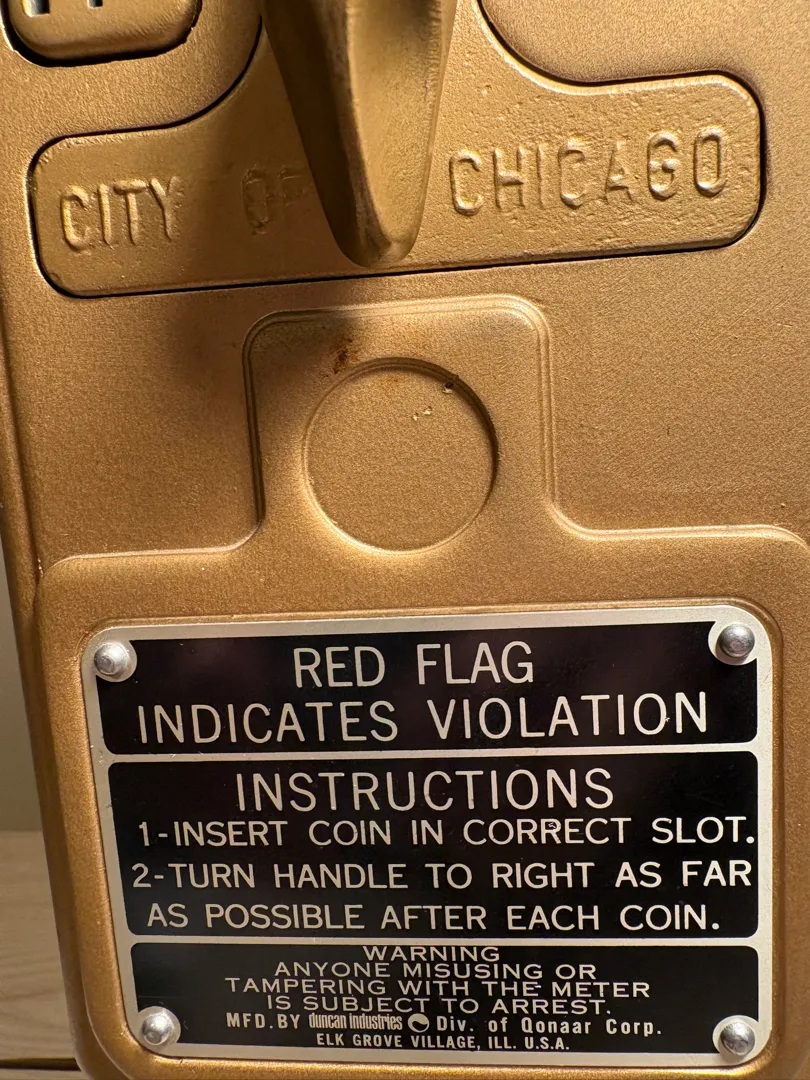 CITY OF CHICAGO
RED FLAG
INDICATES VIOLATION
INSTRUCTIONS
1-INSERT COIN IN CORRECT SLOT.
2-TURN HANDLE TO RIGHT AS FAR
AS POSSIBLE AFTER EACH COIN.
WARNING
ANYONE MISUSING OR
TAMPERING WITH THE METER
IS SUBJECT TO ARREST.
MFD. BY duncan industries Div. of Qonaar Corp.
ELK GROVE VILLAGE, ILL. U.S.A.